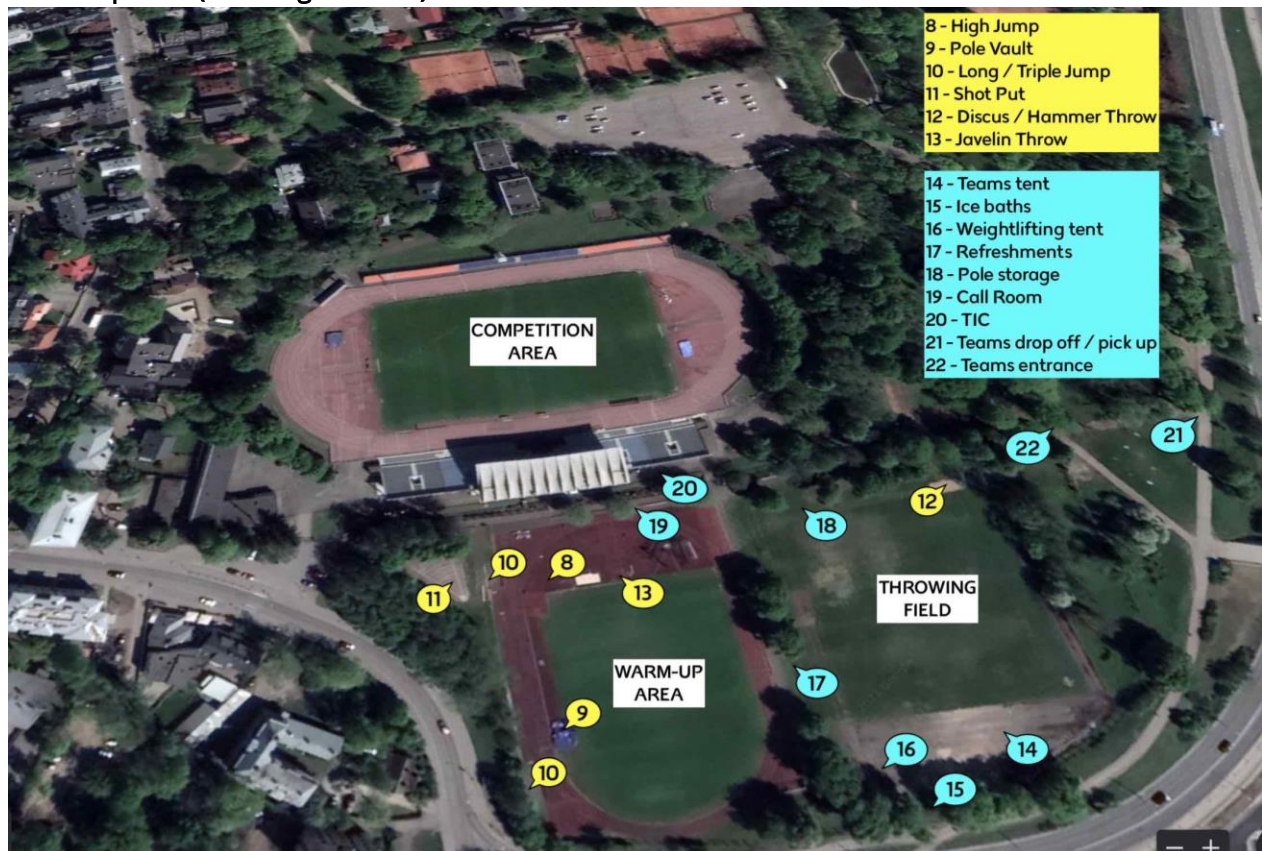 8 - High Jump
9 - Pole Vault
10 - Long / Triple Jump
11 - Shot Put
12 - Discus / Hammer Throw
13 - Javelin Throw
14 - Teams tent
15 - Ice baths
16 - Weightlifting tent
17 - Refreshments
18 - Pole storage
19 - Call Room
20 - TIC
21 - Teams drop off / pick up
22 - Teams entrance
COMPETITION
AREA
21
22
20
12
19
18
10
8
13
11
THROWING
FIELD
WARM-UP
AREA
17
9
16
14
10
15